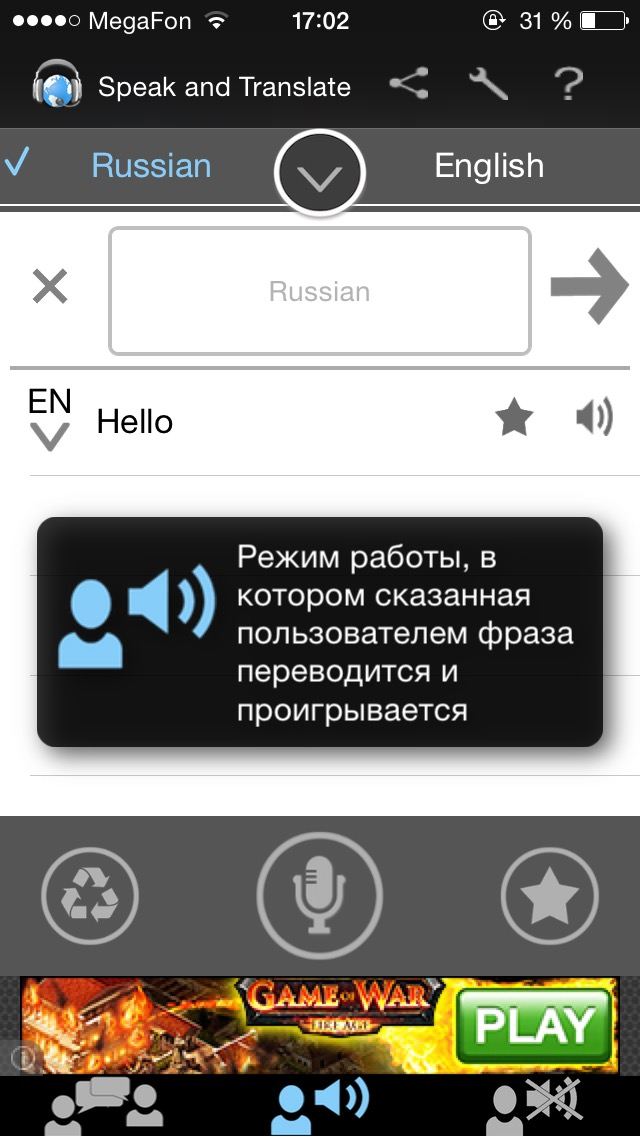 MegaFon 17:02 31 %
Speak and Translate
Russian English
Russian
EN
Hello
Режим работы, в
котором сказанная
пользователем фраза
переводится и
проигрывается
GAME OF WAR
FIRE AGE
PLAY